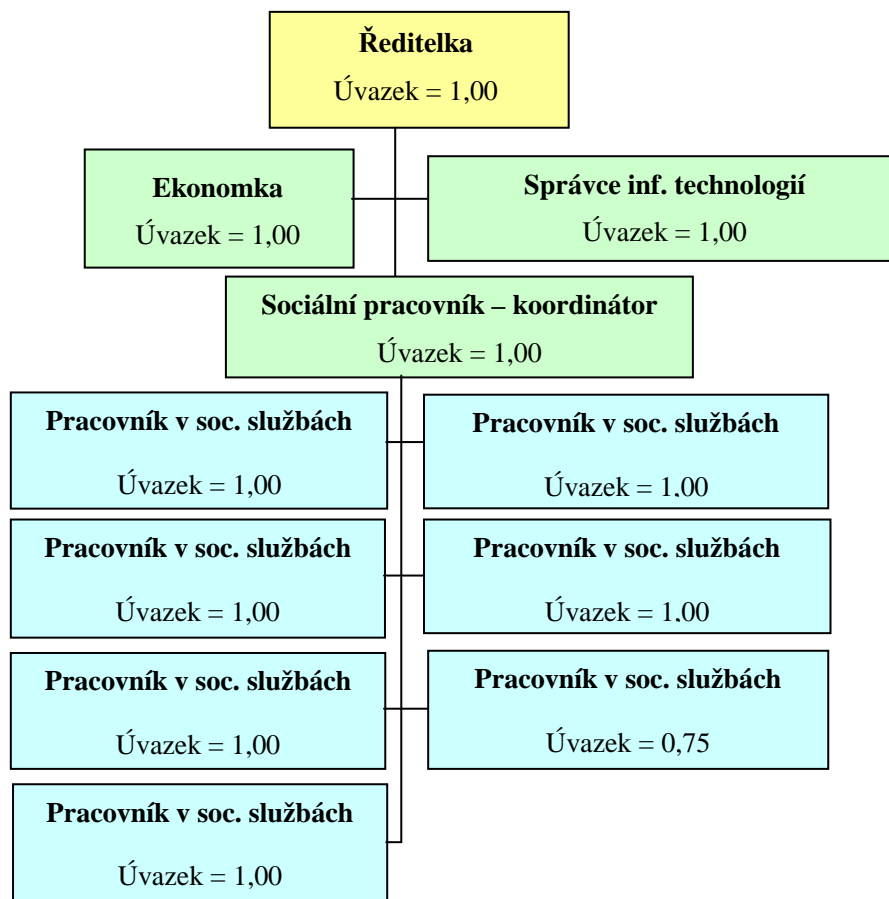 Ředitelka
Úvazek = 1,00
Ekonomka
Úvazek = 1,00
Správce inf. technologií
Úvazek = 1,00
Sociální pracovník – koordinátor
Úvazek = 1,00
Pracovník v soc. službách
Úvazek = 1,00
Pracovník v soc. službách
Úvazek = 1,00
Pracovník v soc. službách
Úvazek = 1,00
Pracovník v soc. službách
Úvazek = 1,00
Pracovník v soc. službách
Úvazek = 1,00
Pracovník v soc. službách
Úvazek = 0,75
Pracovník v soc. službách
Úvazek = 1,00